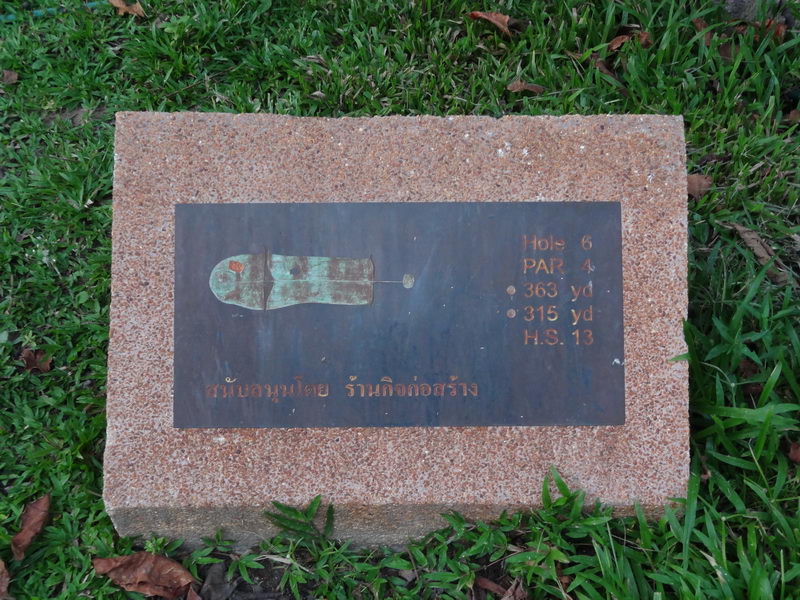 Hole 6
PAR 4
363 yd
315 yd
H.S. 13
สนับสนุนโดย ร้านกิจก่อสร้าง